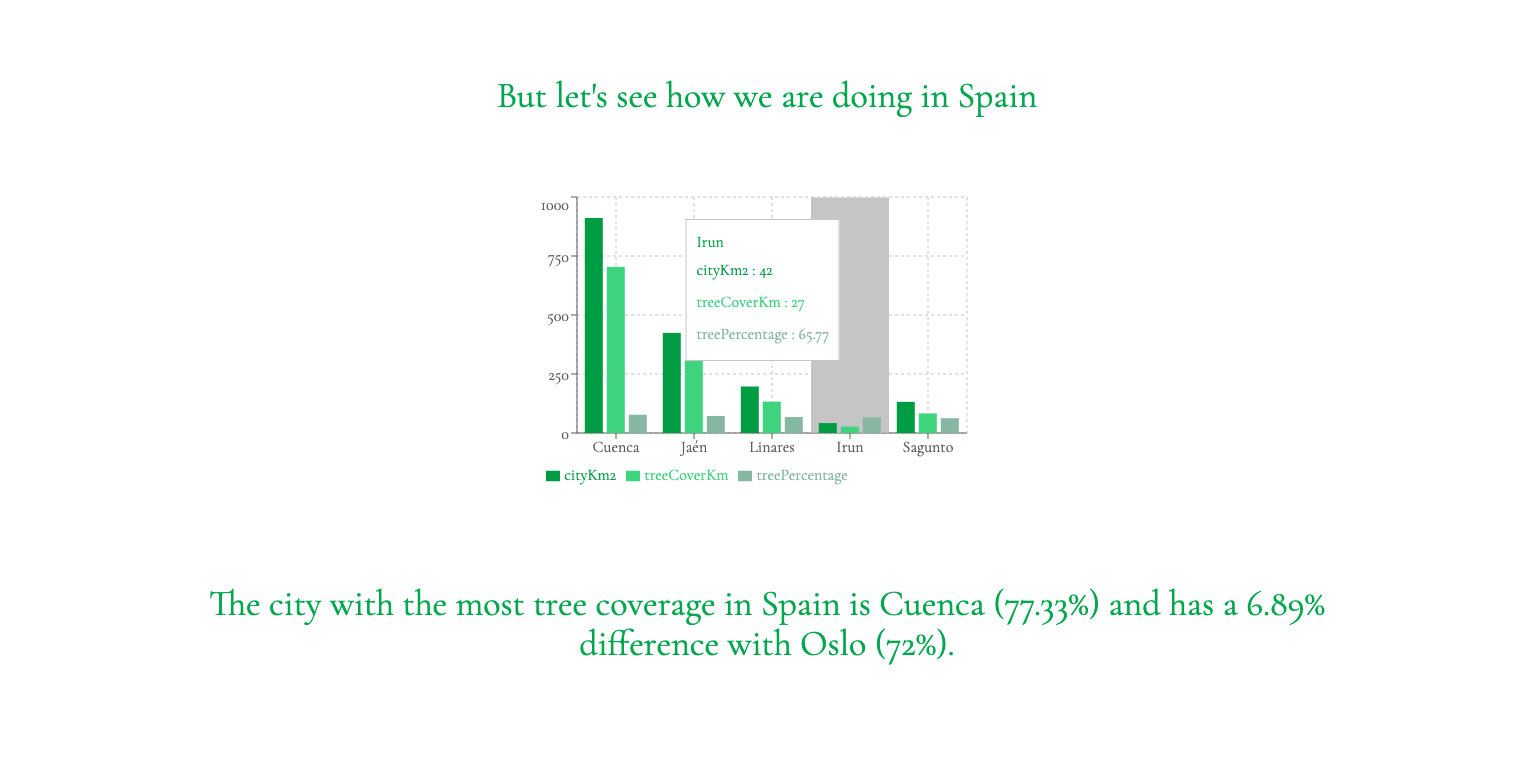 But let's see how we are doing in Spain
1000
750
500
250
0
Irun
cityKm2 : 42
treeCoverKm : 27
treePercentage : 65.77
Cuenca Jaén Linares Irun Sagunto
cityKm2 treeCoverKm treePercentage
The city with the most tree coverage in Spain is Cuenca (77.33%) and has a 6.89%
difference with Oslo (72%).